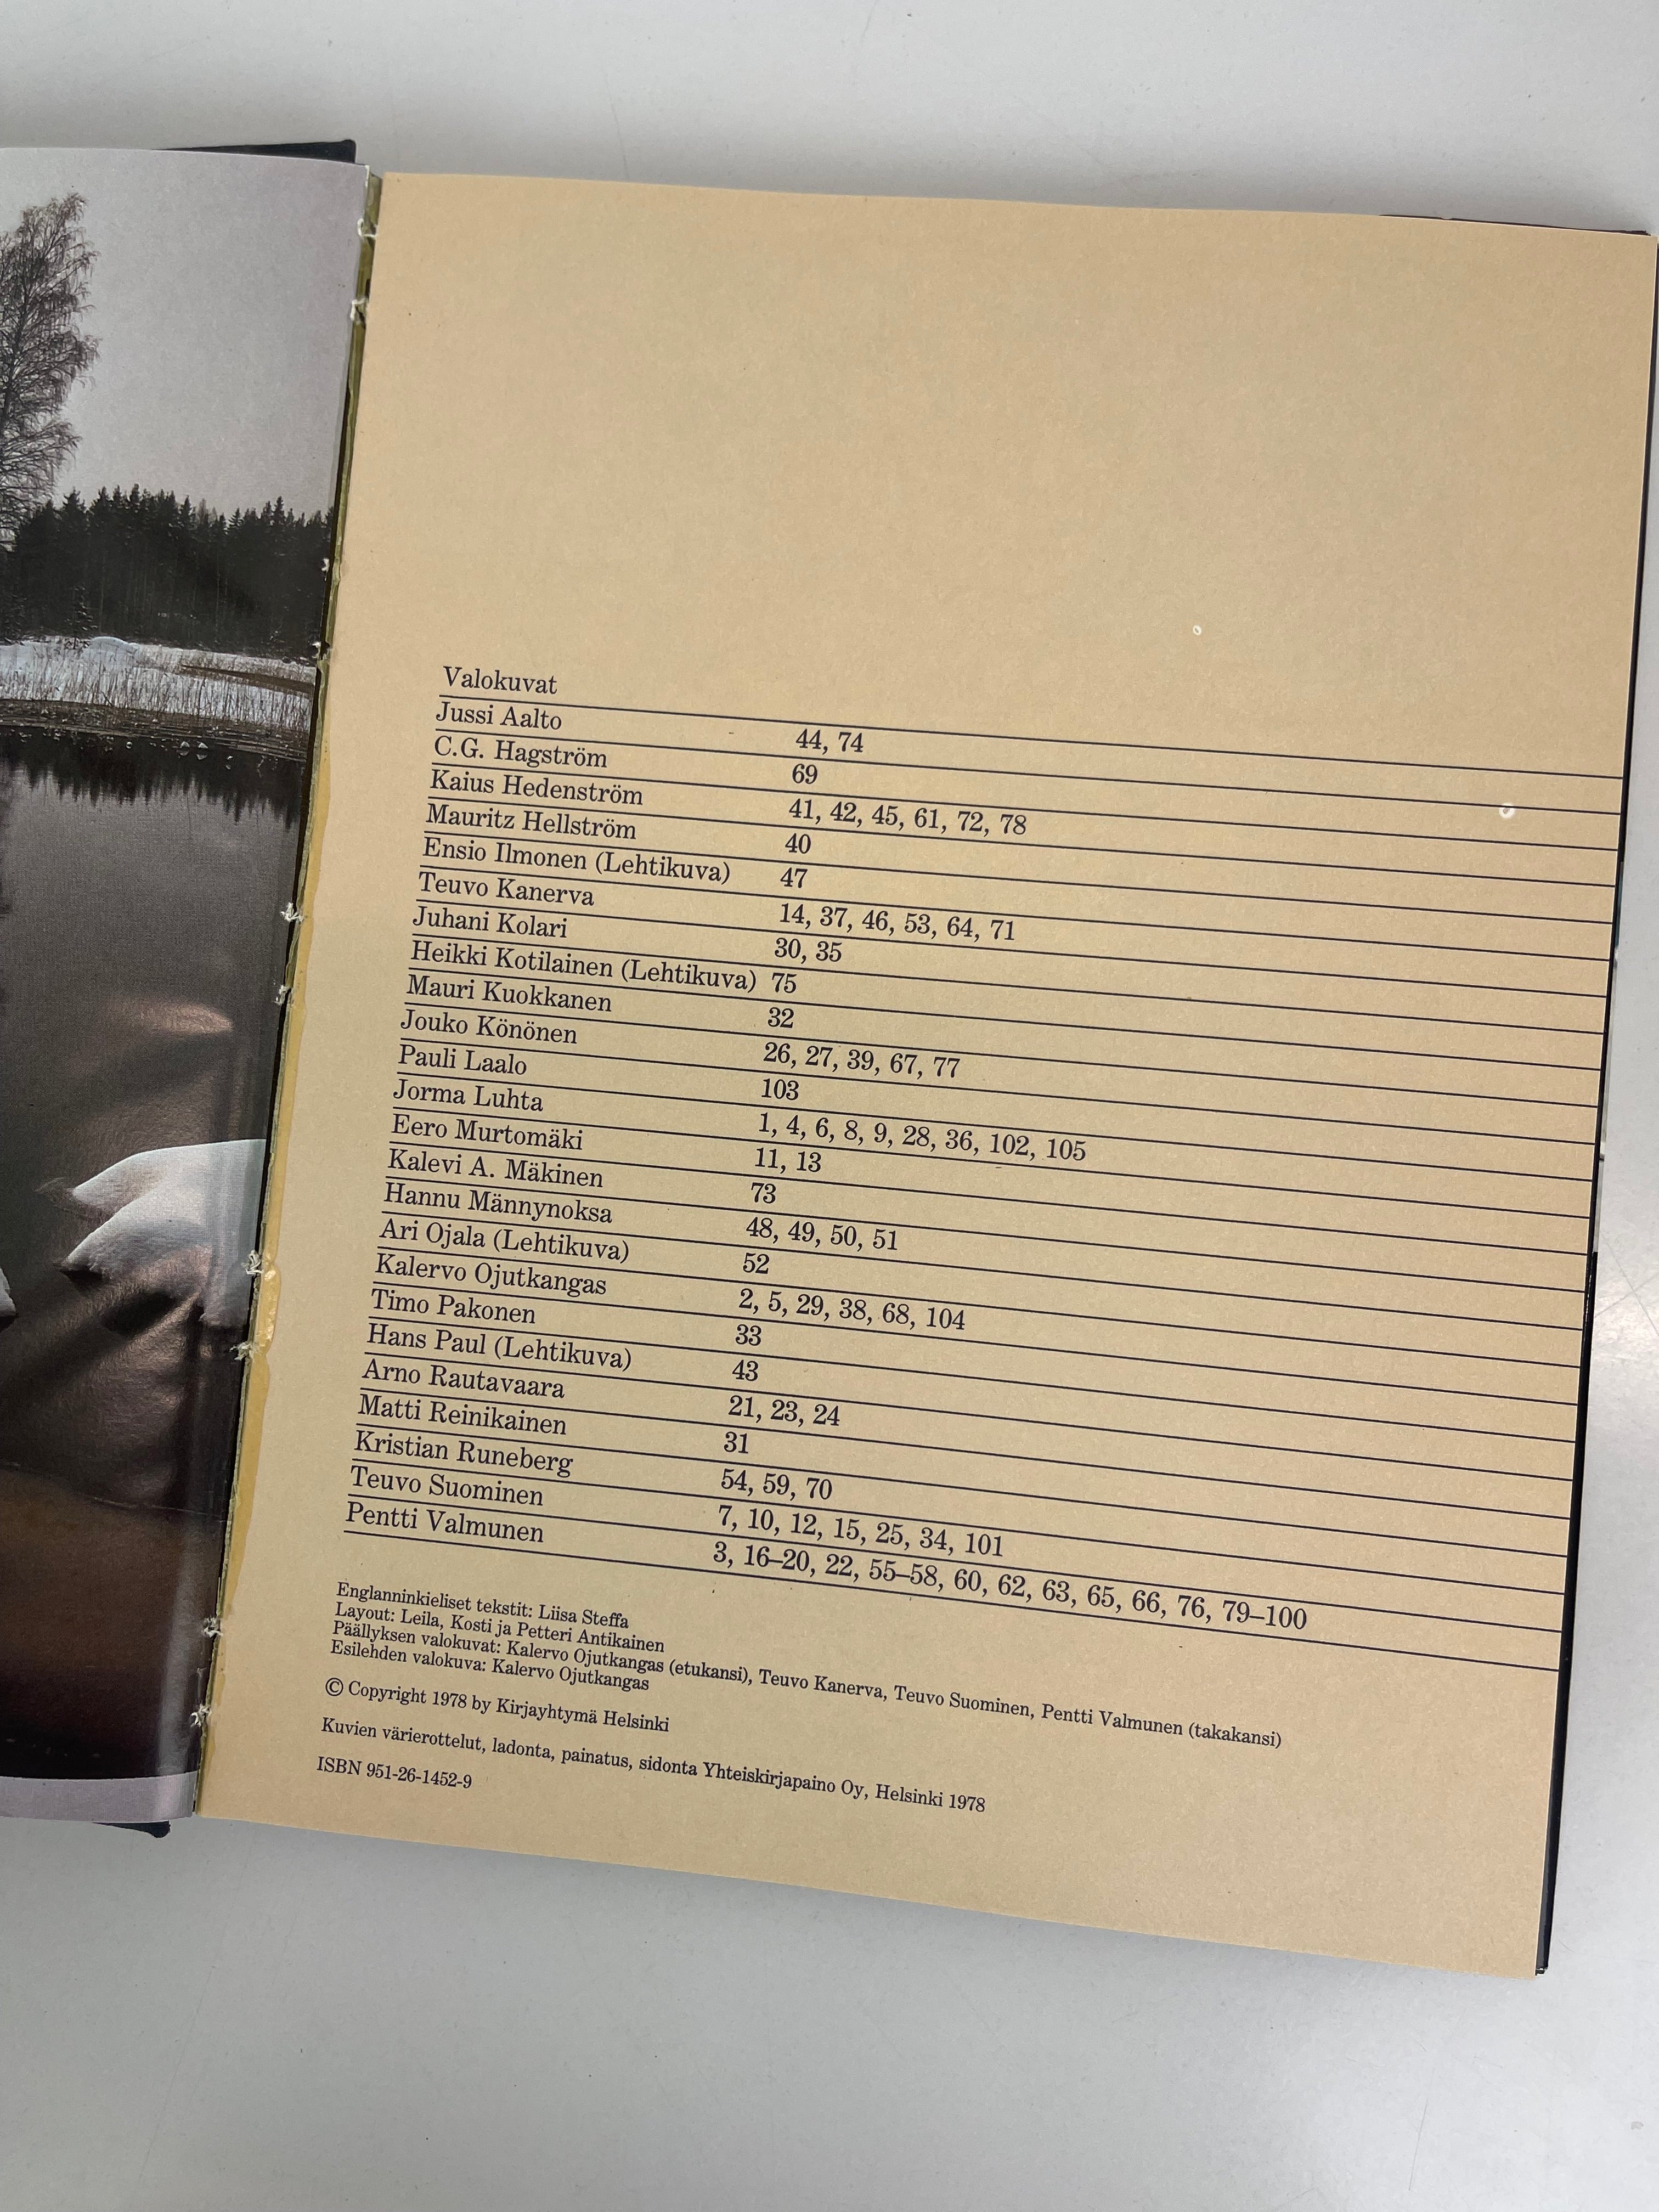 Valokuvat
Jussi Aalto 44, 74
C.G. Hagström 69
Kaius Hedenström 41, 42, 45, 61, 72, 78
Mauritz Hellström 40
Ensio Ilmonen (Lehtikuva) 47
Teuvo Kanerva 14, 37, 46, 53, 64, 71
Juhani Kolari 30, 35
Heikki Kotilainen (Lehtikuva) 75
Mauri Kuokkanen 32
Jouko Könönen 26, 27, 39, 67, 77
Pauli Laalo 103
Jorma Luhta 1, 4, 6, 8, 9, 28, 36, 102, 105
Eero Murtomäki 11, 13
Kalevi A. Mäkinen 73
Hannu Männynoksa 48, 49, 50, 51
Ari Ojala (Lehtikuva) 52
Kalervo Ojutkangas 2, 5, 29, 38, 68, 104
Timo Pakonen 33
Hans Paul (Lehtikuva) 43
Arno Rautavaara 21, 23, 24
Matti Reinikainen 31
Kristian Runeberg 54, 59, 70
Teuvo Suominen 7, 10, 12, 15, 25, 34, 101
Pentti Valmunen 3, 16–20, 22, 55–58, 60, 62, 63, 65, 66, 76, 79–100
Englanninkieliset tekstit: Liisa Steffa
Layout: Leila, Kosti ja Petteri Antikainen
Päällyksen valokuvat: Kalervo Ojutkangas (etukansi), Teuvo Kanerva, Teuvo Suominen, Pentti Valmunen (takakansi)
Esilehden valokuva: Kalervo Ojutkangas
© Copyright 1978 by Kirjayhtymä Helsinki
Kuvien värierottelut, ladonta, painatus, sidonta Yhteiskirjapaino Oy, Helsinki 1978
ISBN 951-26-1452-9